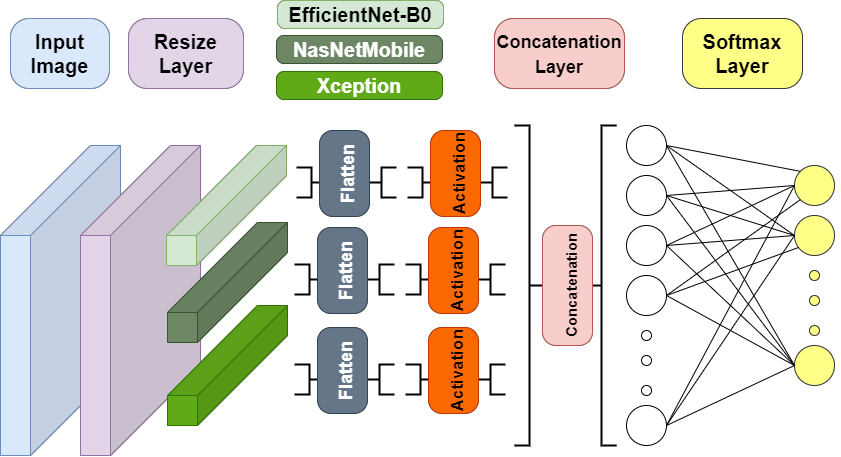 Input
Image
Resize
Layer
EfficientNet-B0
NasNetMobile
Xception
Concatenation
Layer
Softmax
Layer
Flatten
Activation
Flatten
Activation
Concatenation
Flatten
Activation